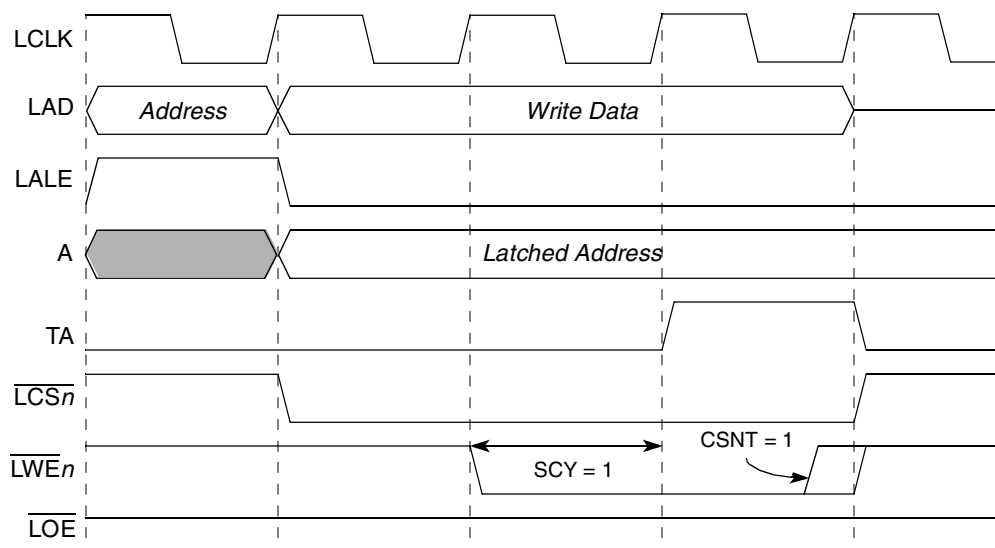 LCLK
LAD Address Write Data
LALE
A Latched Address
TA
LCSn
LWEn SCY = 1 CSNT = 1
LOE